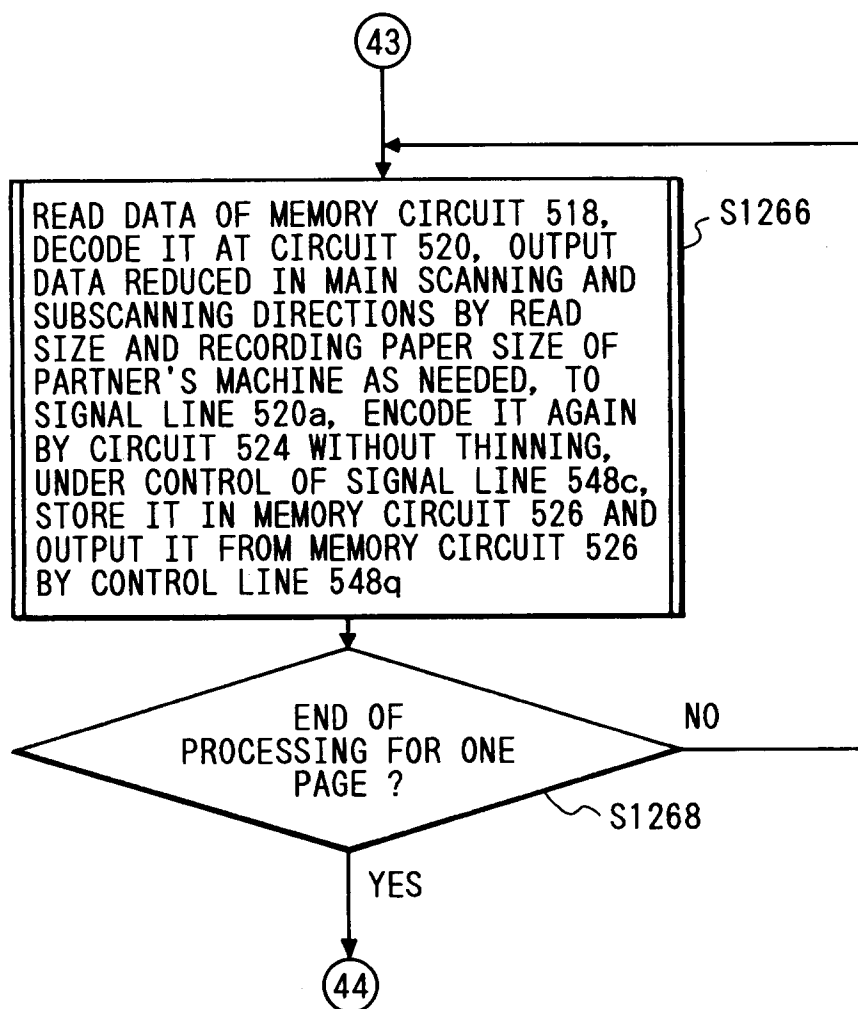 43
READ DATA OF MEMORY CIRCUIT 518,
DECODE IT AT CIRCUIT 520, OUTPUT
DATA REDUCED IN MAIN SCANNING AND
SUBSCANNING DIRECTIONS BY READ
SIZE AND RECORDING PAPER SIZE OF
PARTNER'S MACHINE AS NEEDED, TO
SIGNAL LINE 520a, ENCODE IT AGAIN
BY CIRCUIT 524 WITHOUT THINNING,
UNDER CONTROL OF SIGNAL LINE 548c,
STORE IT IN MEMORY CIRCUIT 526 AND
OUTPUT IT FROM MEMORY CIRCUIT 526
BY CONTROL LINE 548q
S1266
END OF
PROCESSING FOR ONE
PAGE ?
NO
S1268
YES
44